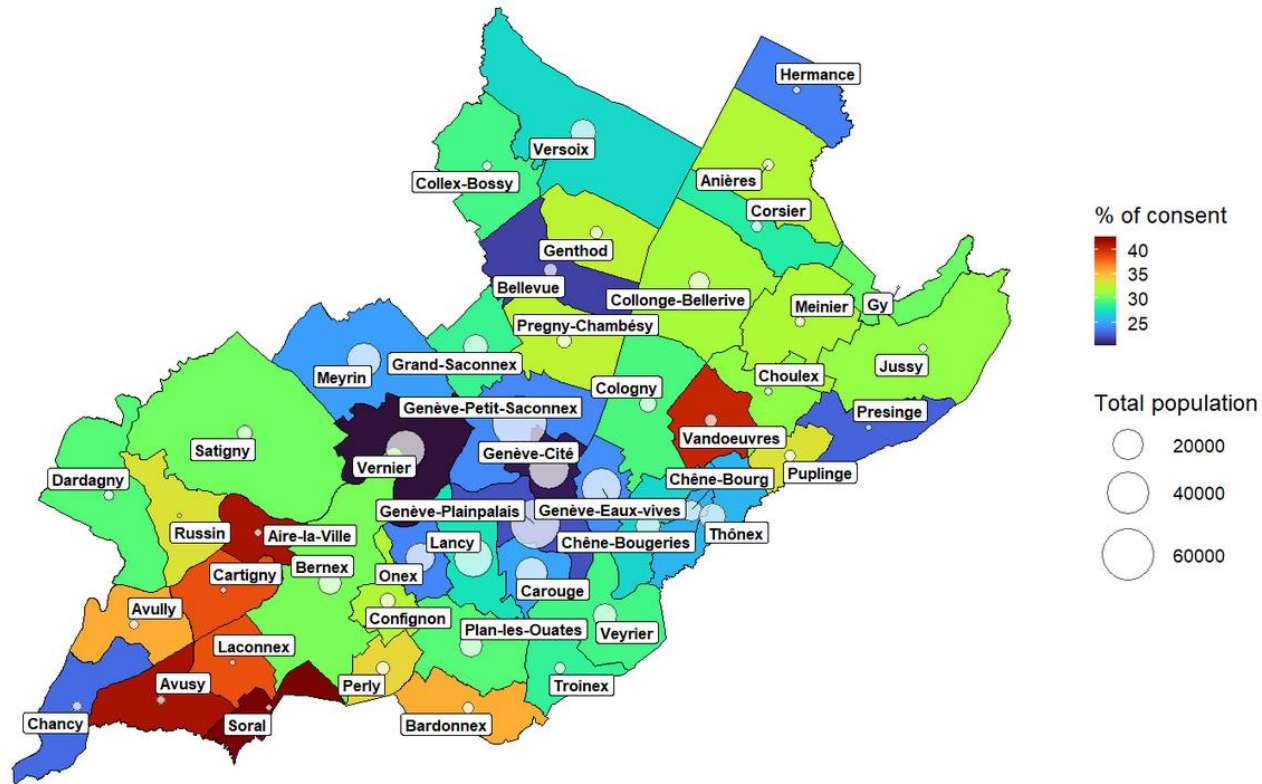 Hermance
Versoix
Collex-Bossy
Anières
Corsier
Genthod
Bellevue
Collonge-Bellerive
Meinier
Gy
Pregny-Chambésy
Grand-Saconnex
Meyrin
Jussy
Choulex
Cologny
Genève-Petit-Saconnex
Presinge
Vandoeuvres
Satigny
Vernier
Genève-Cité
Puplinge
Dardagny
Chêne-Bourg
Genève-Plainpalais
Genève-Eaux-vives
Russin
Aire-la-Ville
Lancy
Chêne-Bougeries
Thônex
Bernex
Onex
Cartigny
Carouge
Avully
Confignon
Plan-les-Ouates
Veyrier
Laconnex
Avusy
Perly
Troinex
Chancy
Soral
Bardonnex
% of consent
40
35
30
25
Total population
20000
40000
60000